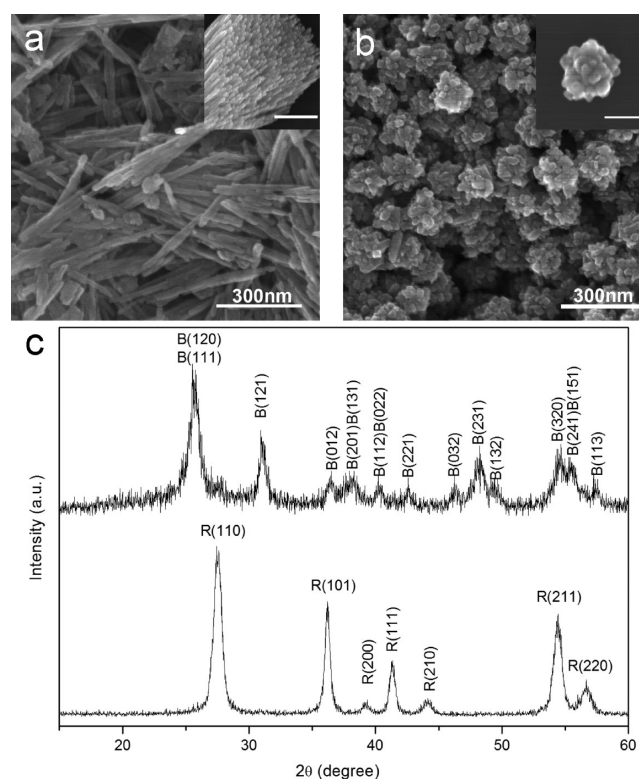 a
b
300nm
300nm
c
B(120)
B(111)
B(121)
B(012)
B(201)B(131)
B(112)B(022)
B(221)
B(032)
B(231)
B(132)
B(320)
B(241)B(151)
B(113)
R(110)
R(101)
R(200)
R(111)
R(210)
R(211)
R(220)
Intensity (a.u.)
20 30 40 50 60
2θ (degree)